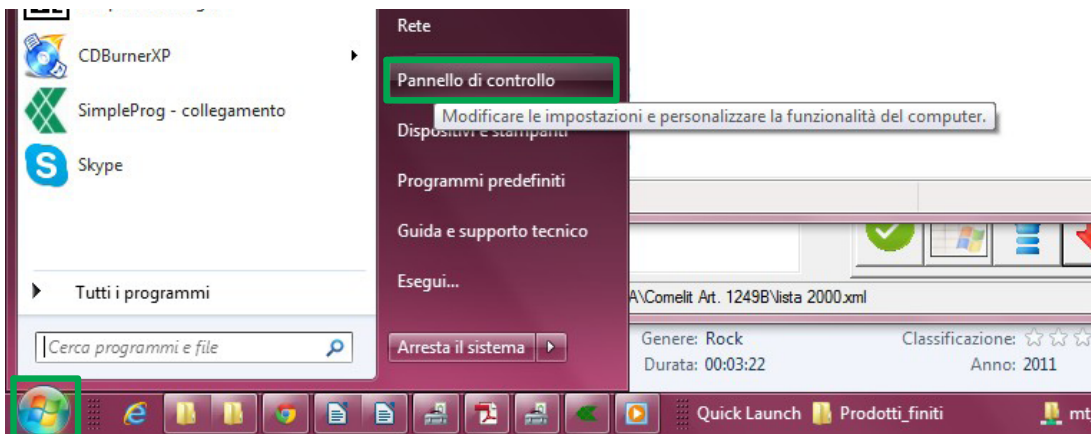 CDBurnerXP
SimpleProg - collegamento
Skype
Tutti i programmi
Cerca programmi e file
Rete
Pannello di controllo
Modificare le impostazioni e personalizzare la funzionalità del computer.
Dispositivi e stampanti
Programmi predefiniti
Guida e supporto tecnico
Esegui...
Arresta il sistema
A\Comelit Art. 1249B\lista 2000.xml
Genere: Rock
Classificazione:
Durata: 00:03:22
Anno: 2011
Quick Launch
Prodotti_finiti
mt